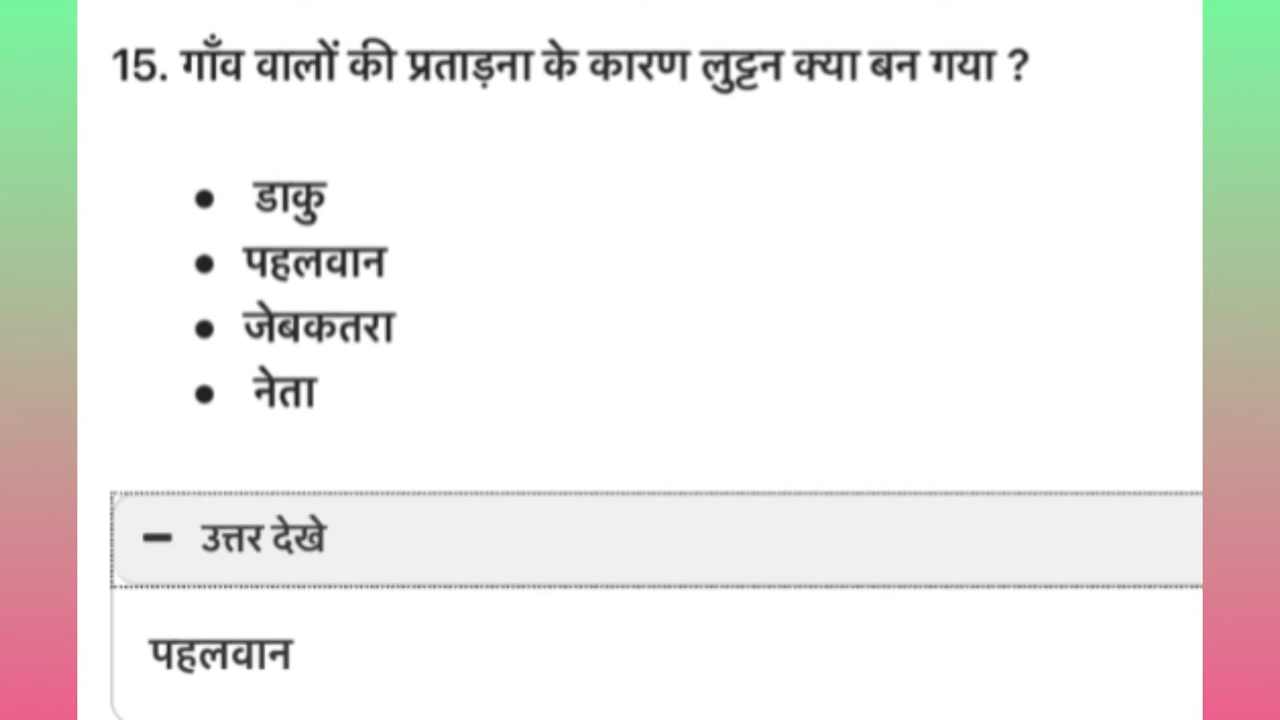 15. गाँव वालों की प्रताड़ना के कारण लुट्टन क्या बन गया ?
• डाकु
• पहलवान
• जेबकतरा
• नेता
– उत्तर देखे
पहलवान